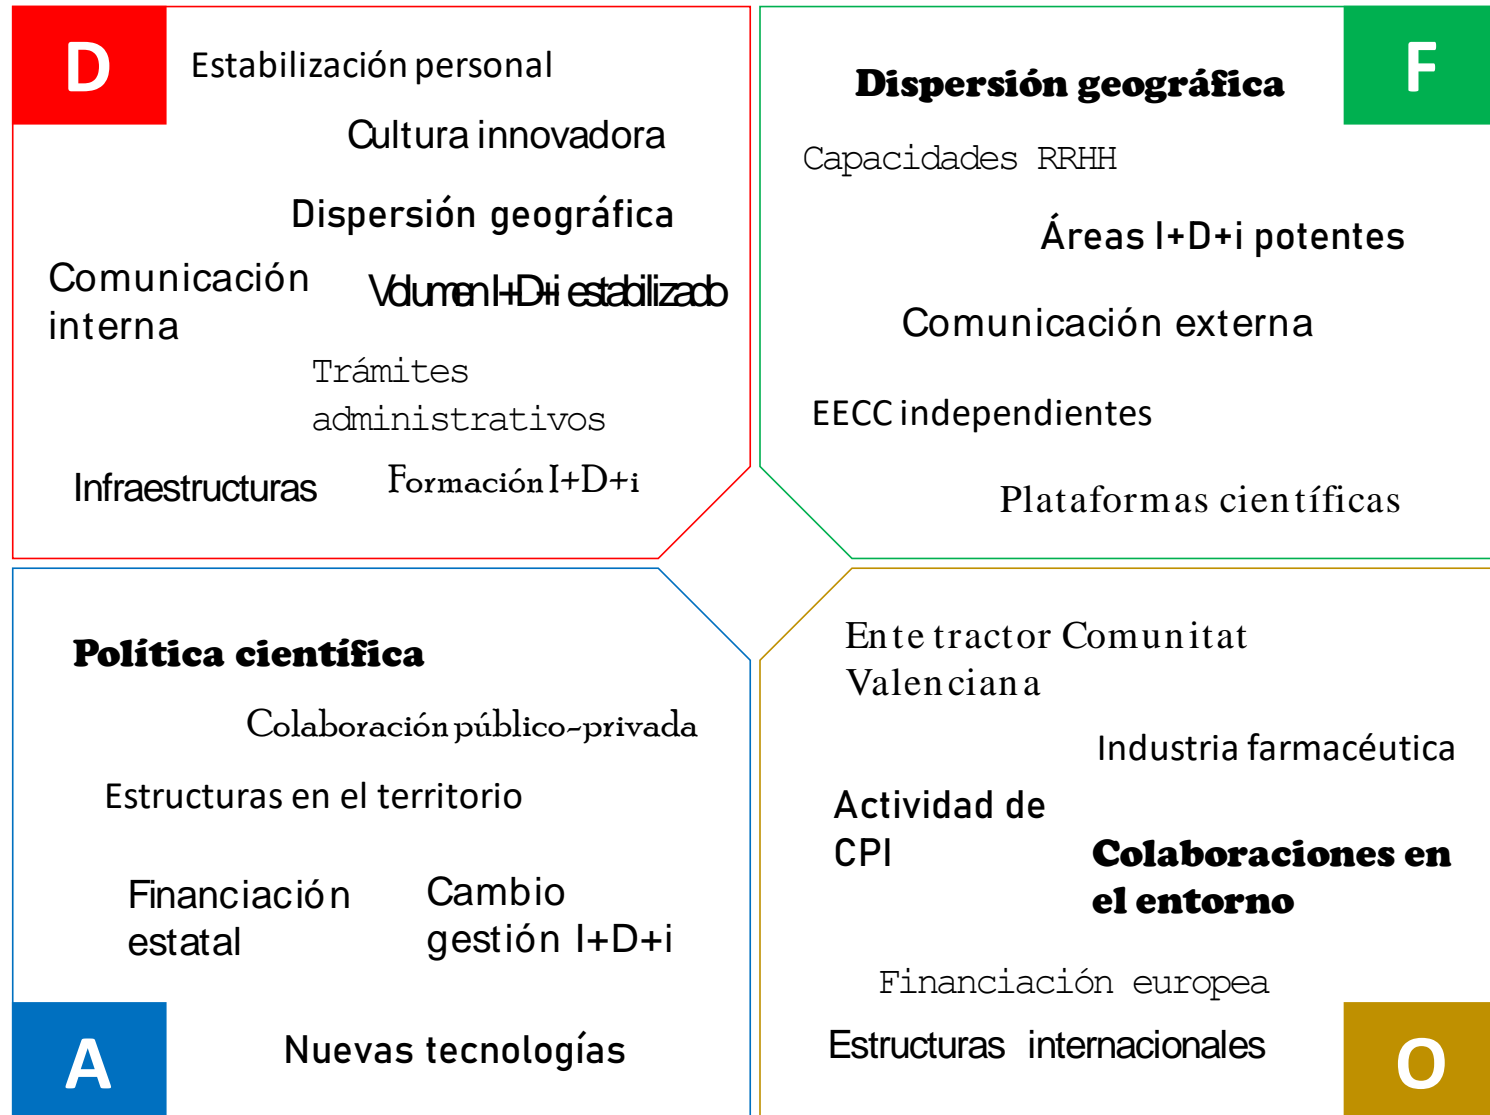 D
Estabilización personal
Cultura innovadora
Dispersión geográfica
Comunicación
interna
Volumen I+D+i estabilizado
Trámites
administrativos
Infraestructuras
Formación I+D+i
F
Dispersión geográfica
Capacidades RRHH
Áreas I+D+i potentes
Comunicación externa
EECC independientes
Plataformas científicas
Política científica
Colaboración público-privada
Estructuras en el territorio
Financiación
estatal
Cambio
gestión I+D+i
Nuevas tecnologías
A
Ente tractor Comunitat
Valenciana
Industria farmacéutica
Actividad de
CPI
Colaboraciones en
el entorno
Financiación europea
Estructuras internacionales
O